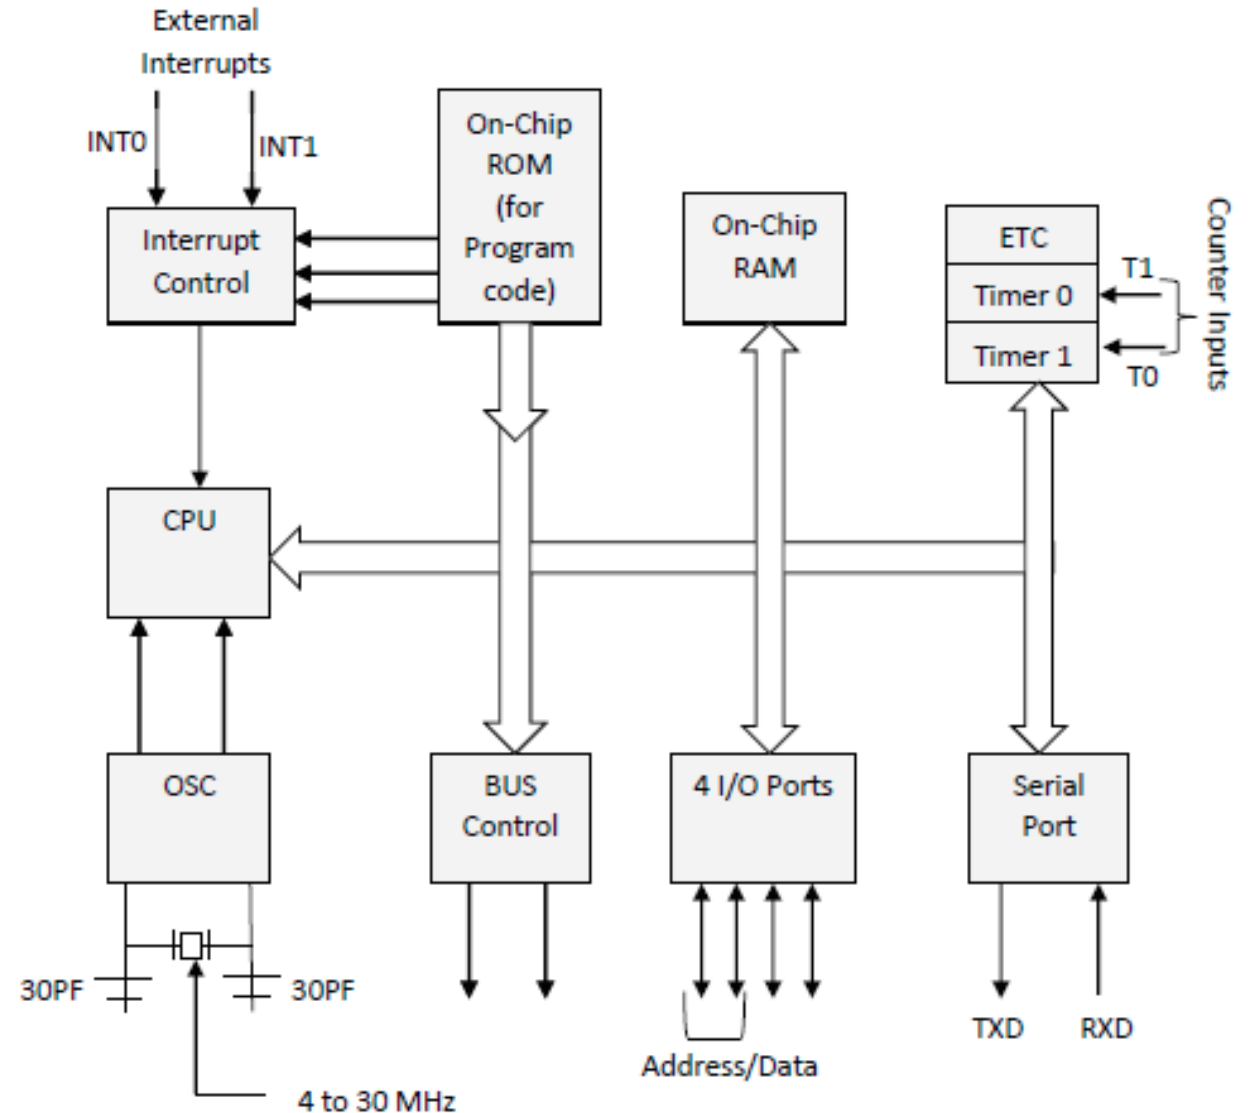 External
Interrupts
INT0
INT1
On-Chip
ROM
(for
Program
code)
Interrupt
Control
On-Chip
RAM
ETC
Timer 0
Timer 1
T1
T0
Counter Inputs
CPU
OSC
BUS
Control
4 I/O Ports
Serial
Port
30PF
30PF
4 to 30 MHz
Address/Data
TXD
RXD